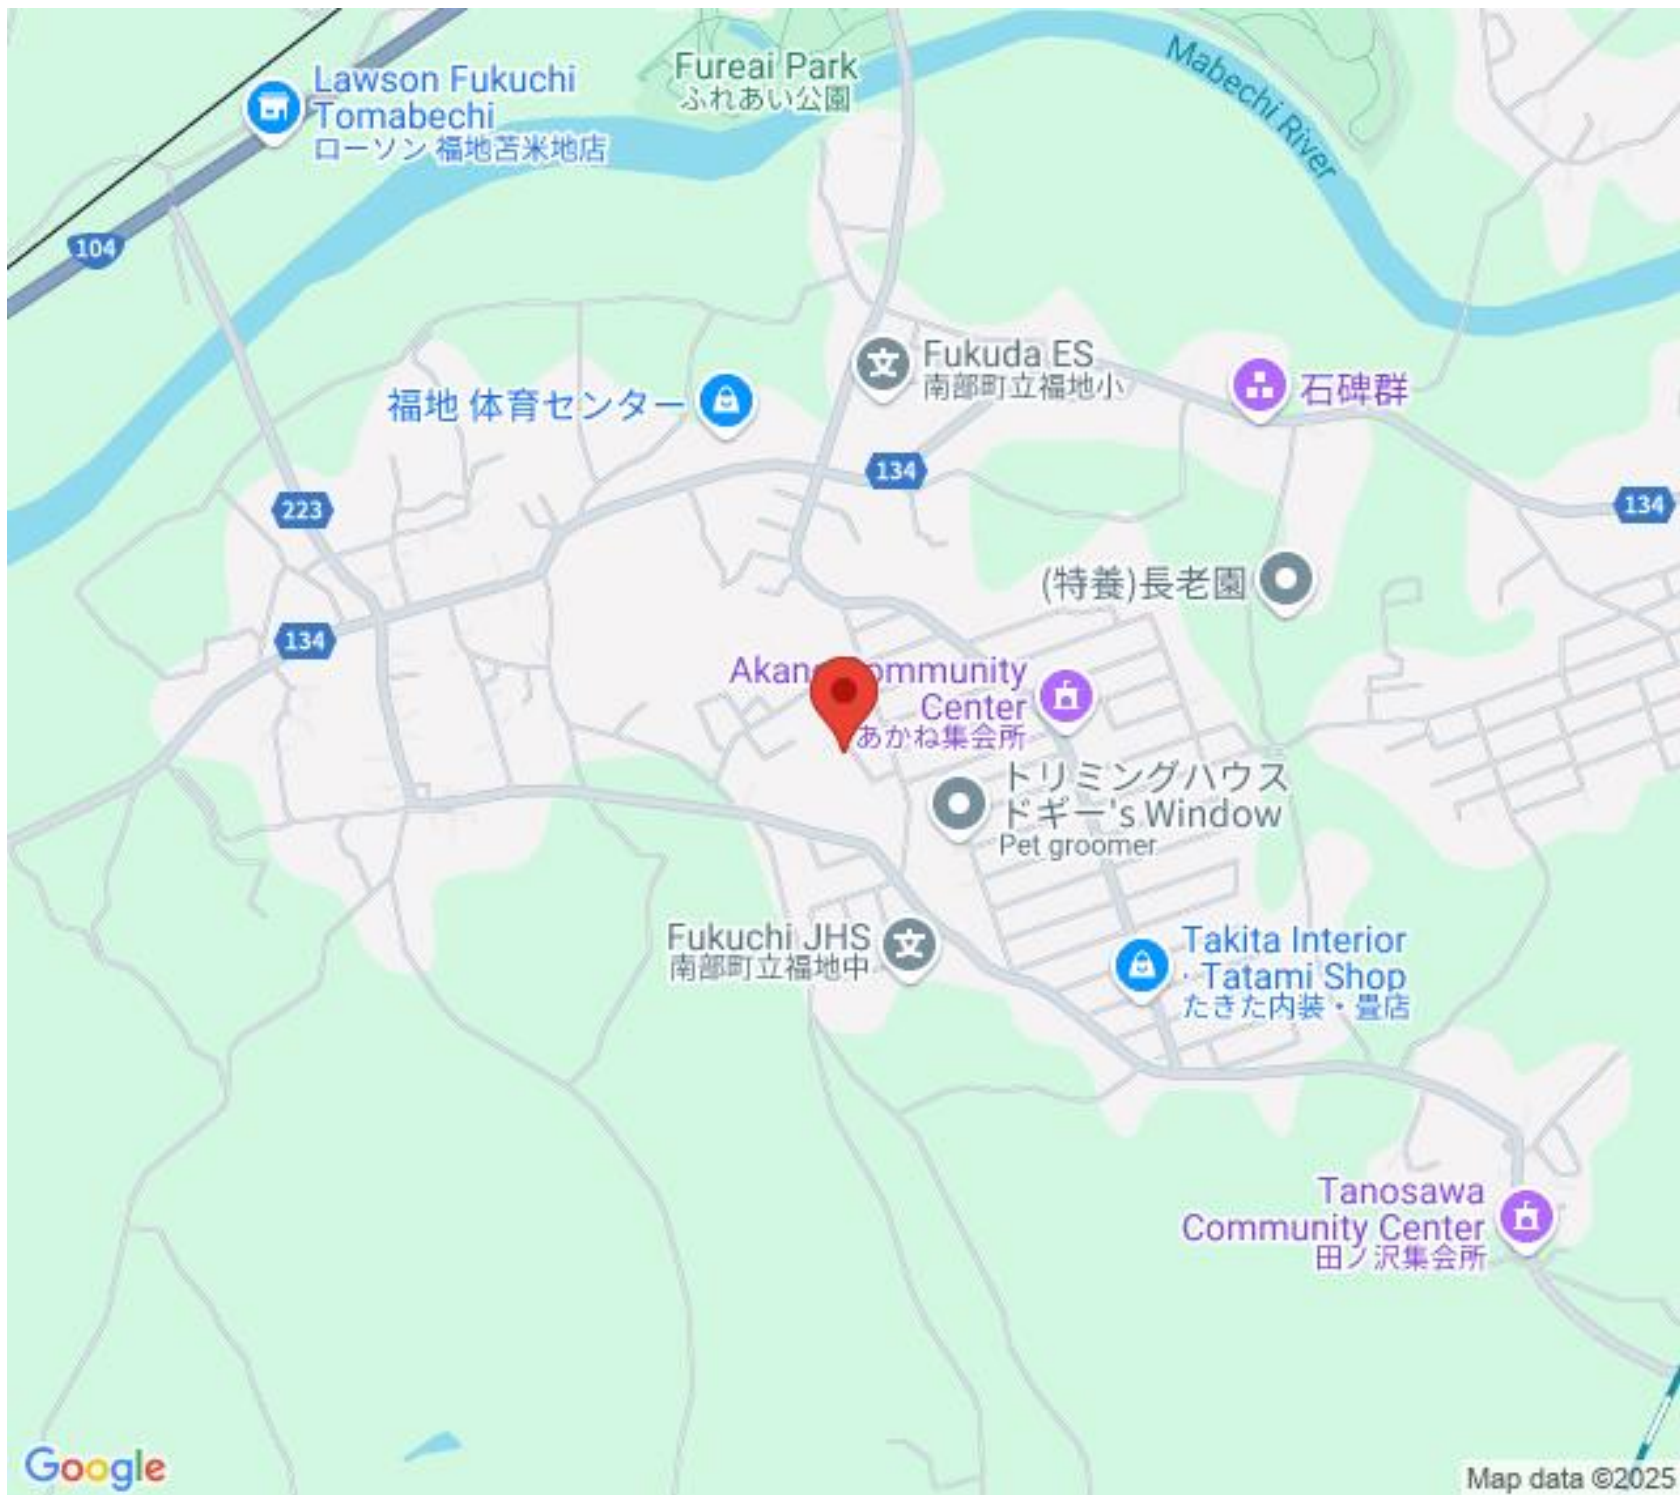 Fureai Park
ふれあい公園
Mabechi River
Lawson Fukuchi
Tomabechi
ローソン 福地苫米地店
104
Fukuda ES
南部町立福地小
石碑群
福地 体育センター
134
223
134
(特養)長老園
134
Akane Community
Center
あかね集会所
トリミングハウス
ドギー's Window
Pet groomer
Fukuchi JHS
南部町立福地中
Takita Interior
· Tatami Shop
たきた内装・畳店
Tanosawa
Community Center
田ノ沢集会所
Google
Map data ©2025